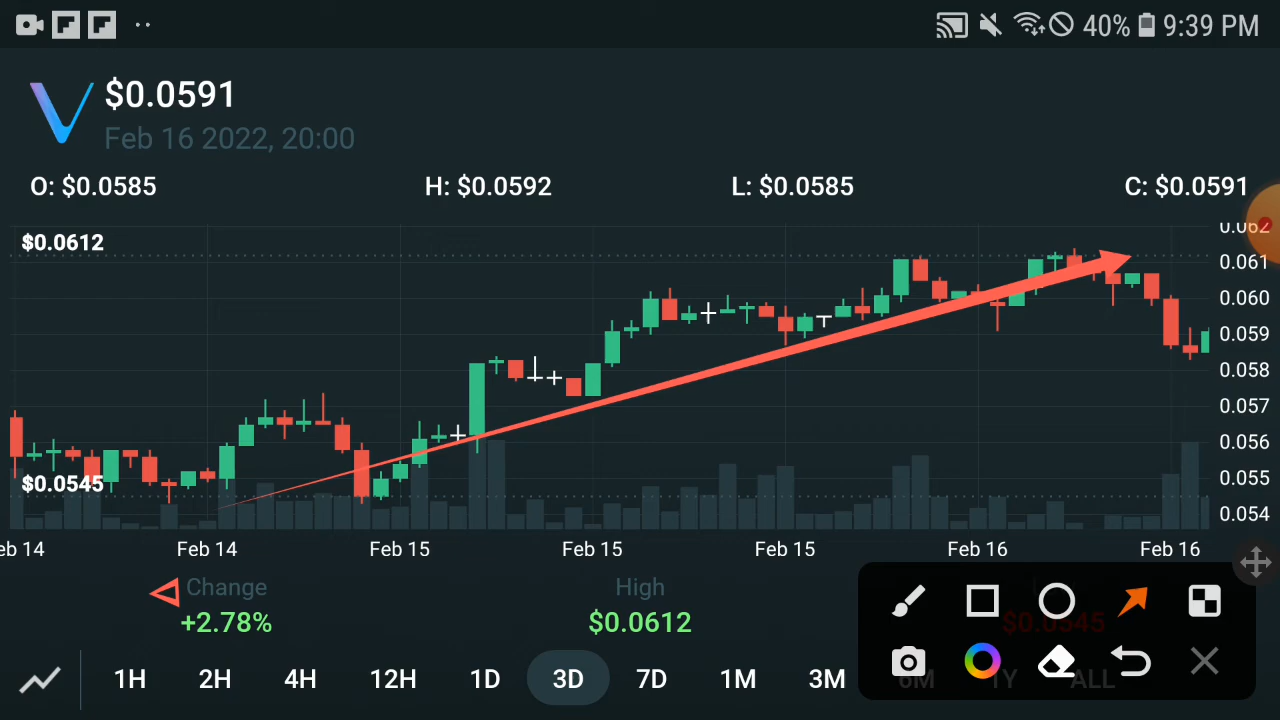 40% 9:39 PM
$0.0591
Feb 16 2022, 20:00
O: $0.0585 H: $0.0592 L: $0.0585 C: $0.0591
$0.0612
0.062
0.061
0.060
0.059
0.058
0.057
0.056
0.055
$0.0545
0.054
eb 14 Feb 14 Feb 15 Feb 15 Feb 15 Feb 16 Feb 16
Change High
+2.78% $0.0612 $0.0545
1H 2H 4H 12H 1D 3D 7D 1M 3M 6M 1Y ALL